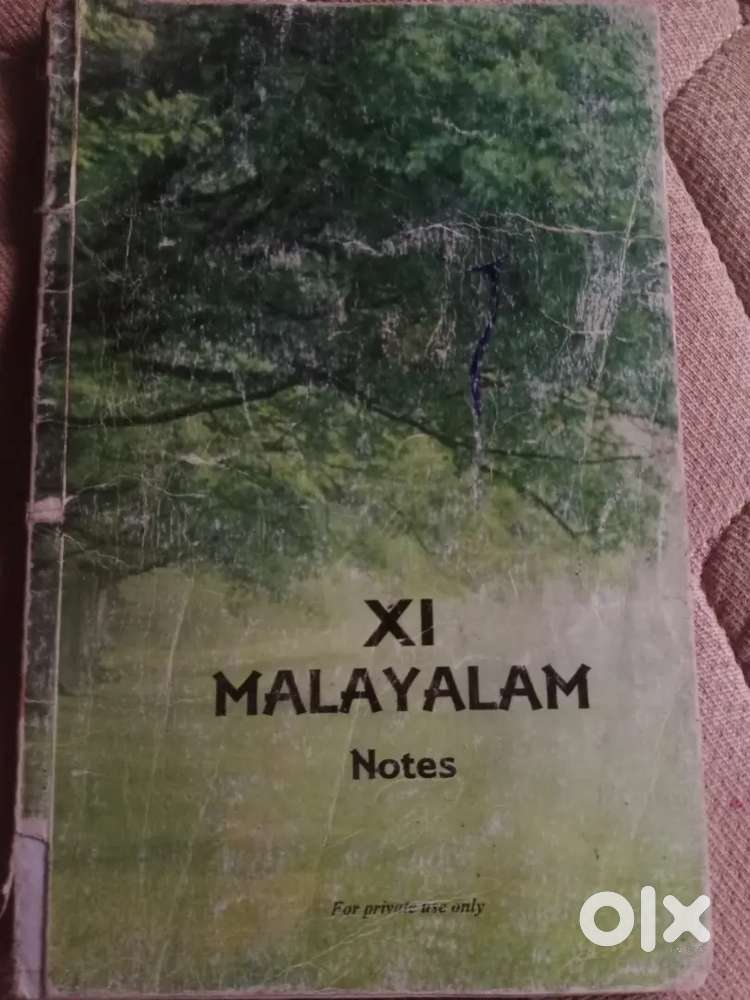 XI
MALAYALAM
Notes
For private use only
olx